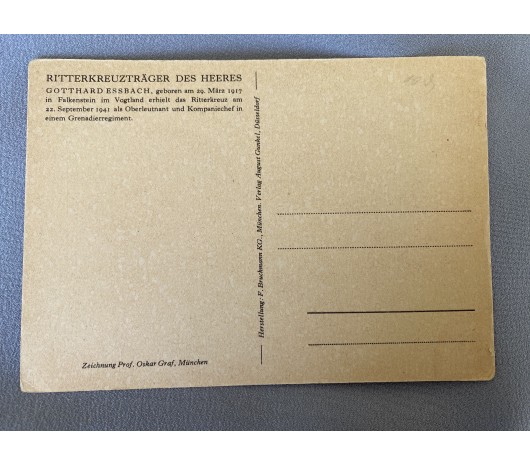 RITTERKREUZTRÄGER DES HEERES
GOTTHARD ESSBACH, geboren am 29. März 1917
in Falkenstein im Vogtland erhielt das Ritterkreuz am
22. September 1941 als Oberleutnant und Kompaniechef in
einem Grenadierregiment.
Zeichnung Prof. Oskar Graf, München
Herstellung: F. Bruckmann KG., München. Verlag August Gunkel, Düsseldorf